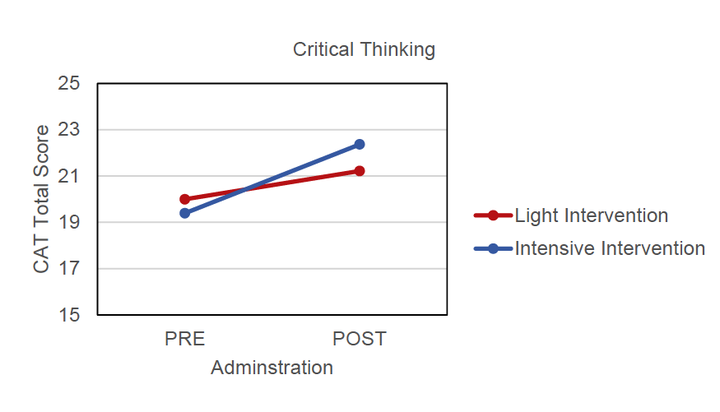 Critical Thinking
25
23
21
19
17
15
CAT Total Score
PRE
POST
Adminstration
Light Intervention
Intensive Intervention